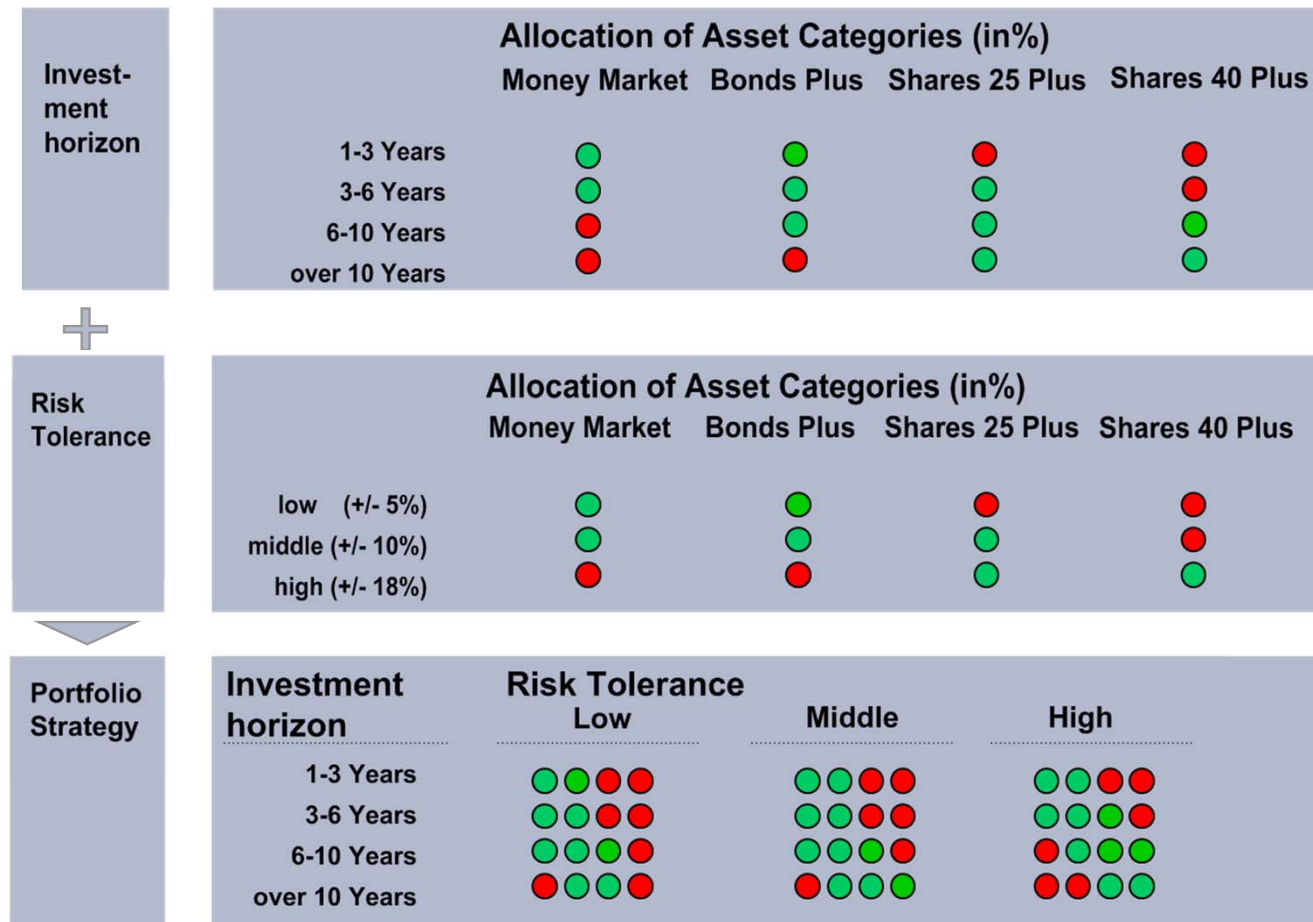 Invest-
ment
horizon
Allocation of Asset Categories (in%)
Money Market Bonds Plus Shares 25 Plus Shares 40 Plus
1-3 Years
3-6 Years
6-10 Years
over 10 Years
Risk
Tolerance
Allocation of Asset Categories (in%)
Money Market Bonds Plus Shares 25 Plus Shares 40 Plus
low (+/- 5%)
middle (+/- 10%)
high (+/- 18%)
Portfolio
Strategy
Investment
horizon
Risk Tolerance
Low Middle High
1-3 Years
3-6 Years
6-10 Years
over 10 Years